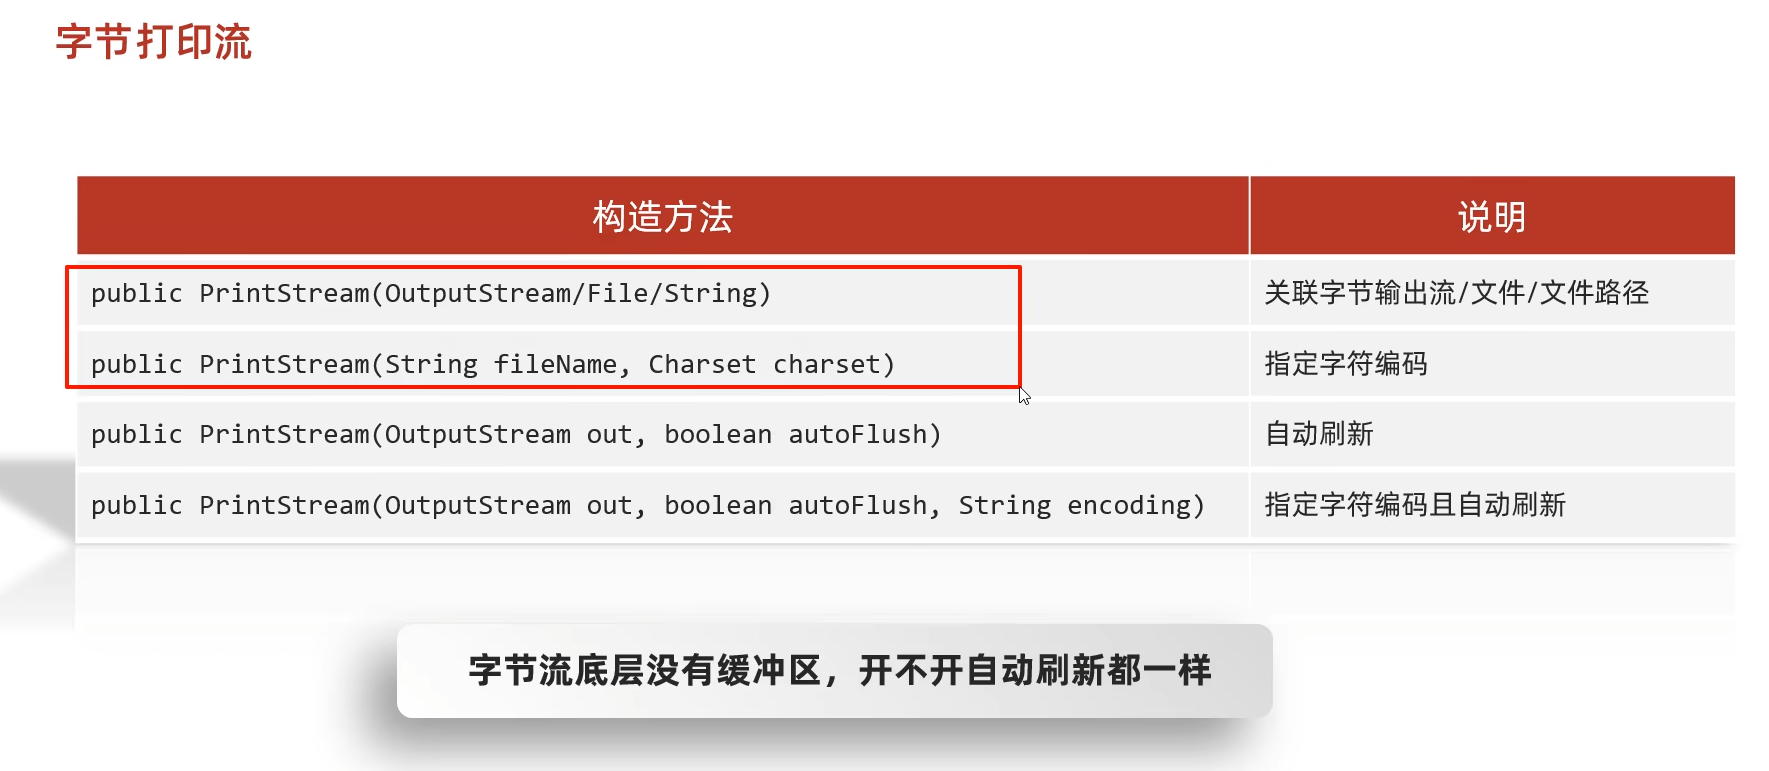 字节打印流
构造方法 说明
public PrintStream(OutputStream/File/String) 关联字节输出流/文件/文件路径
public PrintStream(String fileName, Charset charset) 指定字符编码
public PrintStream(OutputStream out, boolean autoFlush) 自动刷新
public PrintStream(OutputStream out, boolean autoFlush, String encoding) 指定字符编码且自动刷新
字节流底层没有缓冲区，开不开自动刷新都一样